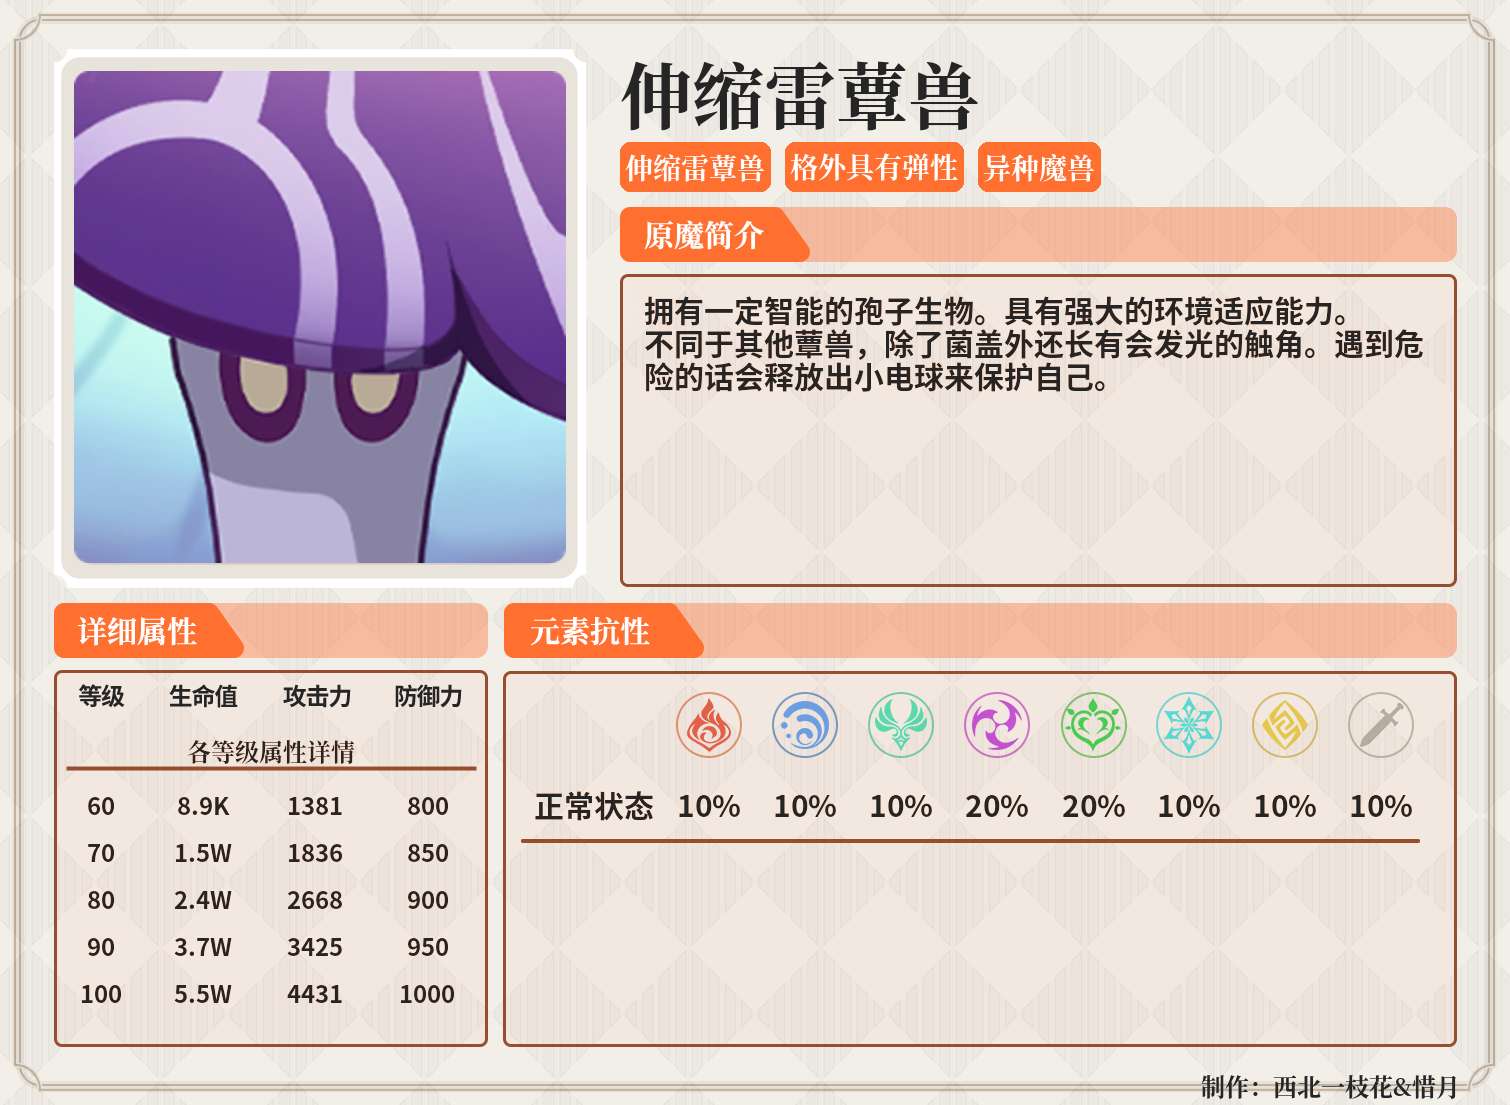 伸缩雷蕈兽
伸缩雷蕈兽 格外具有弹性 异种魔兽
原魔简介
拥有一定智能的孢子生物。具有强大的环境适应能力。
不同于其他蕈兽，除了菌盖外还长有会发光的触角。遇到危
险的话会释放出小电球来保护自己。
详细属性
等级 生命值 攻击力 防御力
各等级属性详情
60 8.9K 1381 800
70 1.5W 1836 850
80 2.4W 2668 900
90 3.7W 3425 950
100 5.5W 4431 1000
元素抗性
正常状态 10% 10% 10% 20% 20% 10% 10% 10%
制作：西北一枝花&惜月